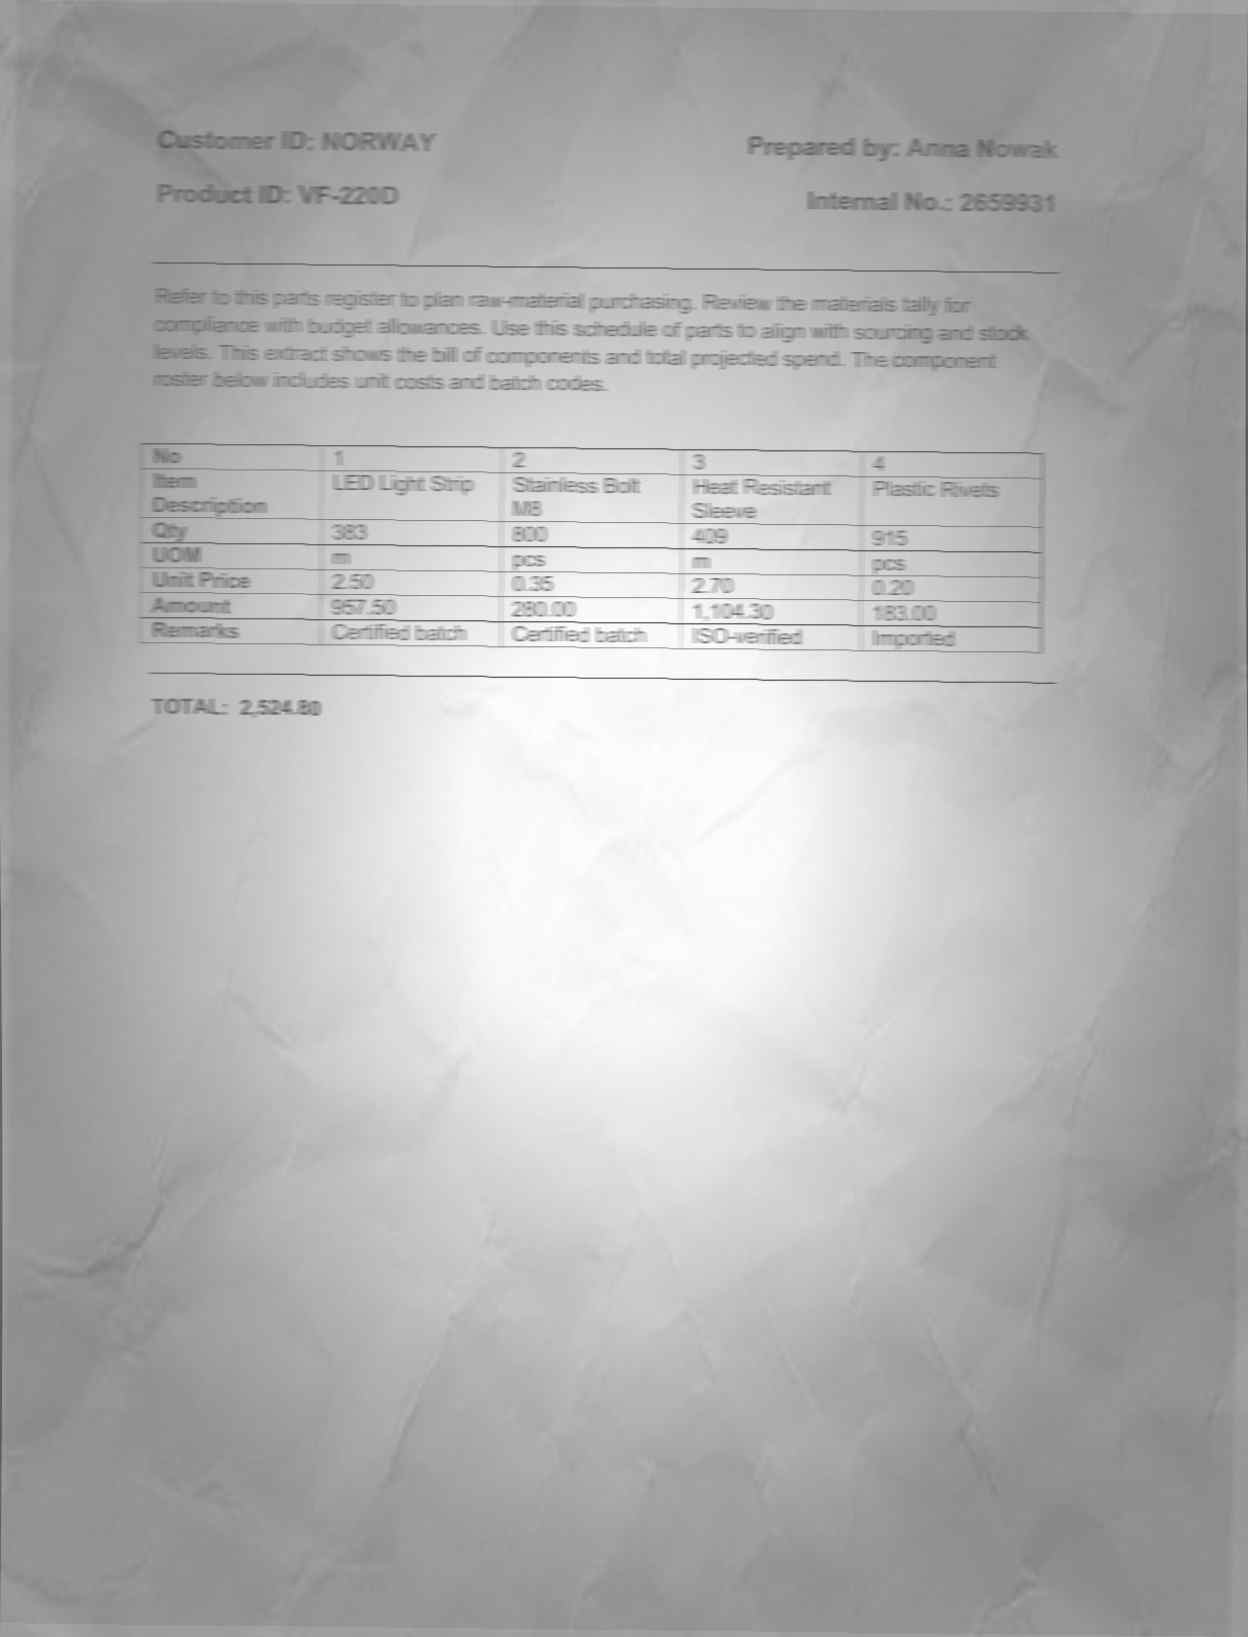 Customer ID: NORWAY
Prepared by: Anna Nowak
Product ID: VF-220D
Internal No.: 2659931
Refer to this parts register to plan raw-material purchasing. Review the materials tally for
compliance with budget allowances. Use this schedule of parts to align with sourcing and stock
levels. This extract shows the bill of components and total projected spend. The component
roster below includes unit costs and batch codes.
No 1 2 3 4
Item Description LED Light Strip Stainless Bolt M8 Heat Resistant Sleeve Plastic Rivets
Qty 383 800 409 915
UOM m pcs m pcs
Unit Price 2.50 0.35 2.70 0.20
Amount 957.50 280.00 1,104.30 183.00
Remarks Certified batch Certified batch ISO-verified Imported
TOTAL: 2,524.80